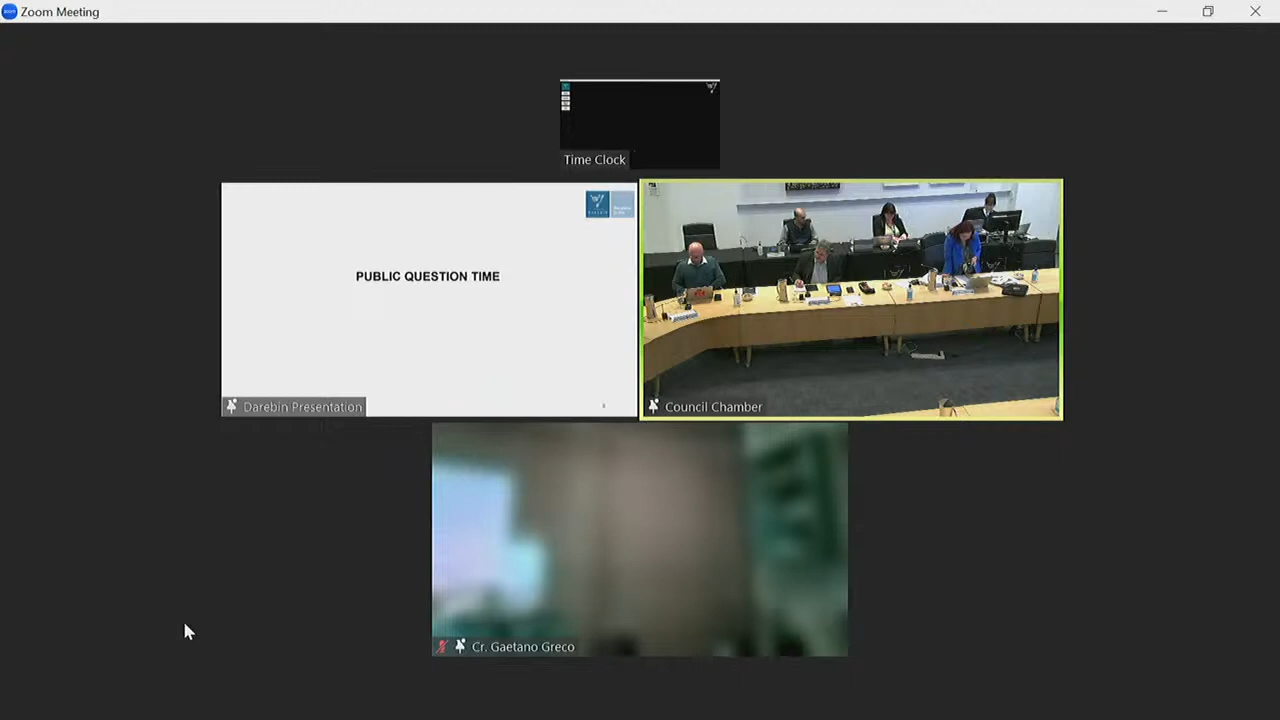 Zoom Meeting
Time Clock
PUBLIC QUESTION TIME
Darebin Presentation
Council Chamber
Cr. Gaetano Greco